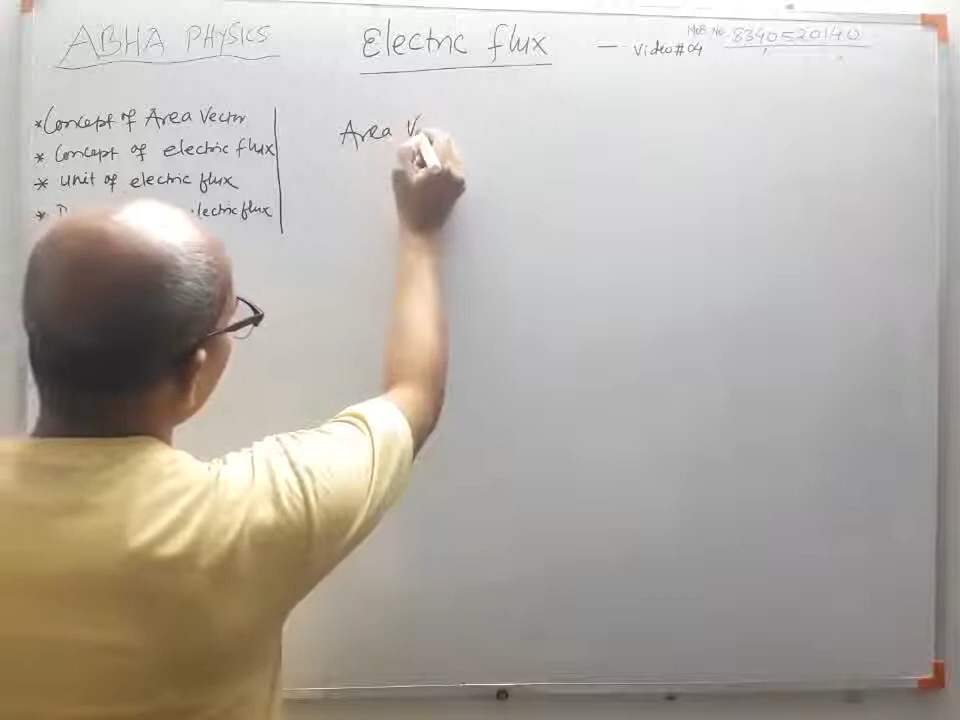 ABHA PHYSICS
Electric flux — Video#04
Mob No 8340520140
*Concept of Area Vector
* Concept of electric flux
* Unit of electric flux
* electric flux
Area V